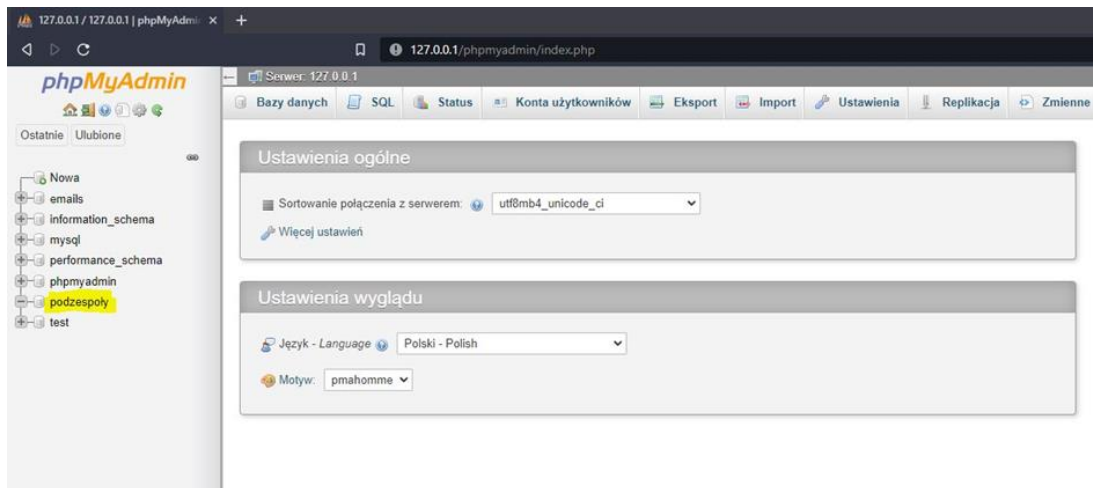 127.0.0.1 / 127.0.0.1 | phpMyAdmi
127.0.0.1/phpmyadmin/index.php
phpMyAdmin
Ostatnie Ulubione
Nowa
emails
information_schema
mysql
performance_schema
phpmyadmin
podzespoły
test
Serwer: 127.0.0.1
Bazy danych SQL Status Konta użytkowników Eksport Import Ustawienia Replikacja Zmienne
Ustawienia ogólne
Sortowanie połączenia z serwerem: utf8mb4_unicode_ci
Więcej ustawień
Ustawienia wyglądu
Język - Language Polski - Polish
Motyw: pmahomme